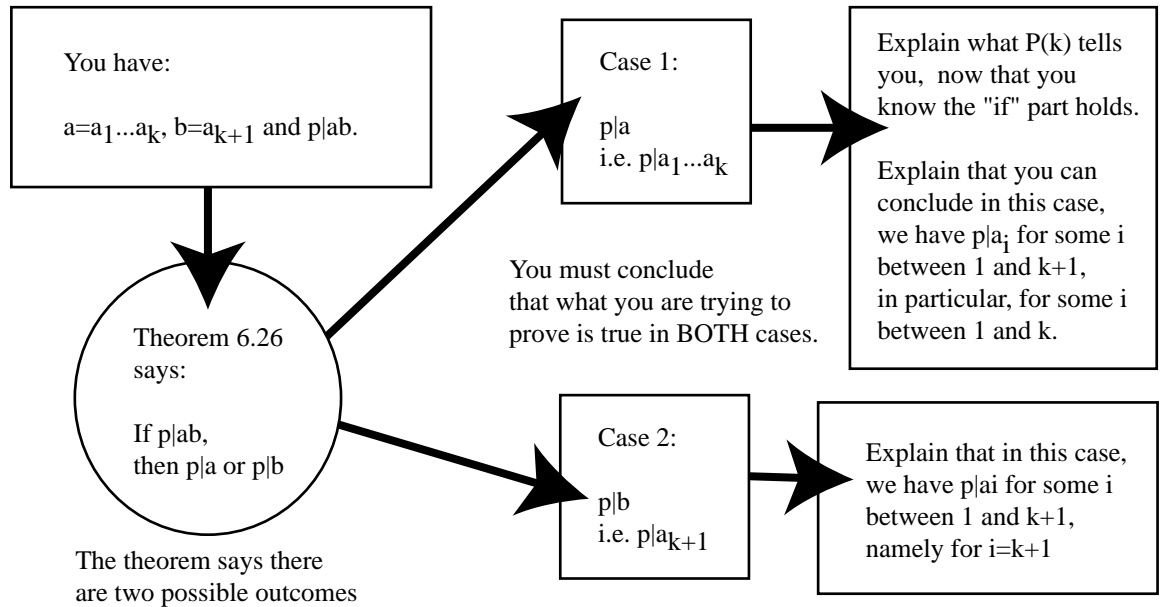 You have:
a=a1...ak, b=ak+1 and p|ab.
Theorem 6.26
says:
If p|ab,
then p|a or p|b
The theorem says there
are two possible outcomes
Case 1:
p|a
i.e. p|a1...ak
Explain what P(k) tells
you, now that you
know the "if" part holds.
Explain that you can
conclude in this case,
we have p|ai for some i
between 1 and k+1,
in particular, for some i
between 1 and k.
You must conclude
that what you are trying to
prove is true in BOTH cases.
Case 2:
p|b
i.e. p|ak+1
Explain that in this case,
we have p|ai for some i
between 1 and k+1,
namely for i=k+1